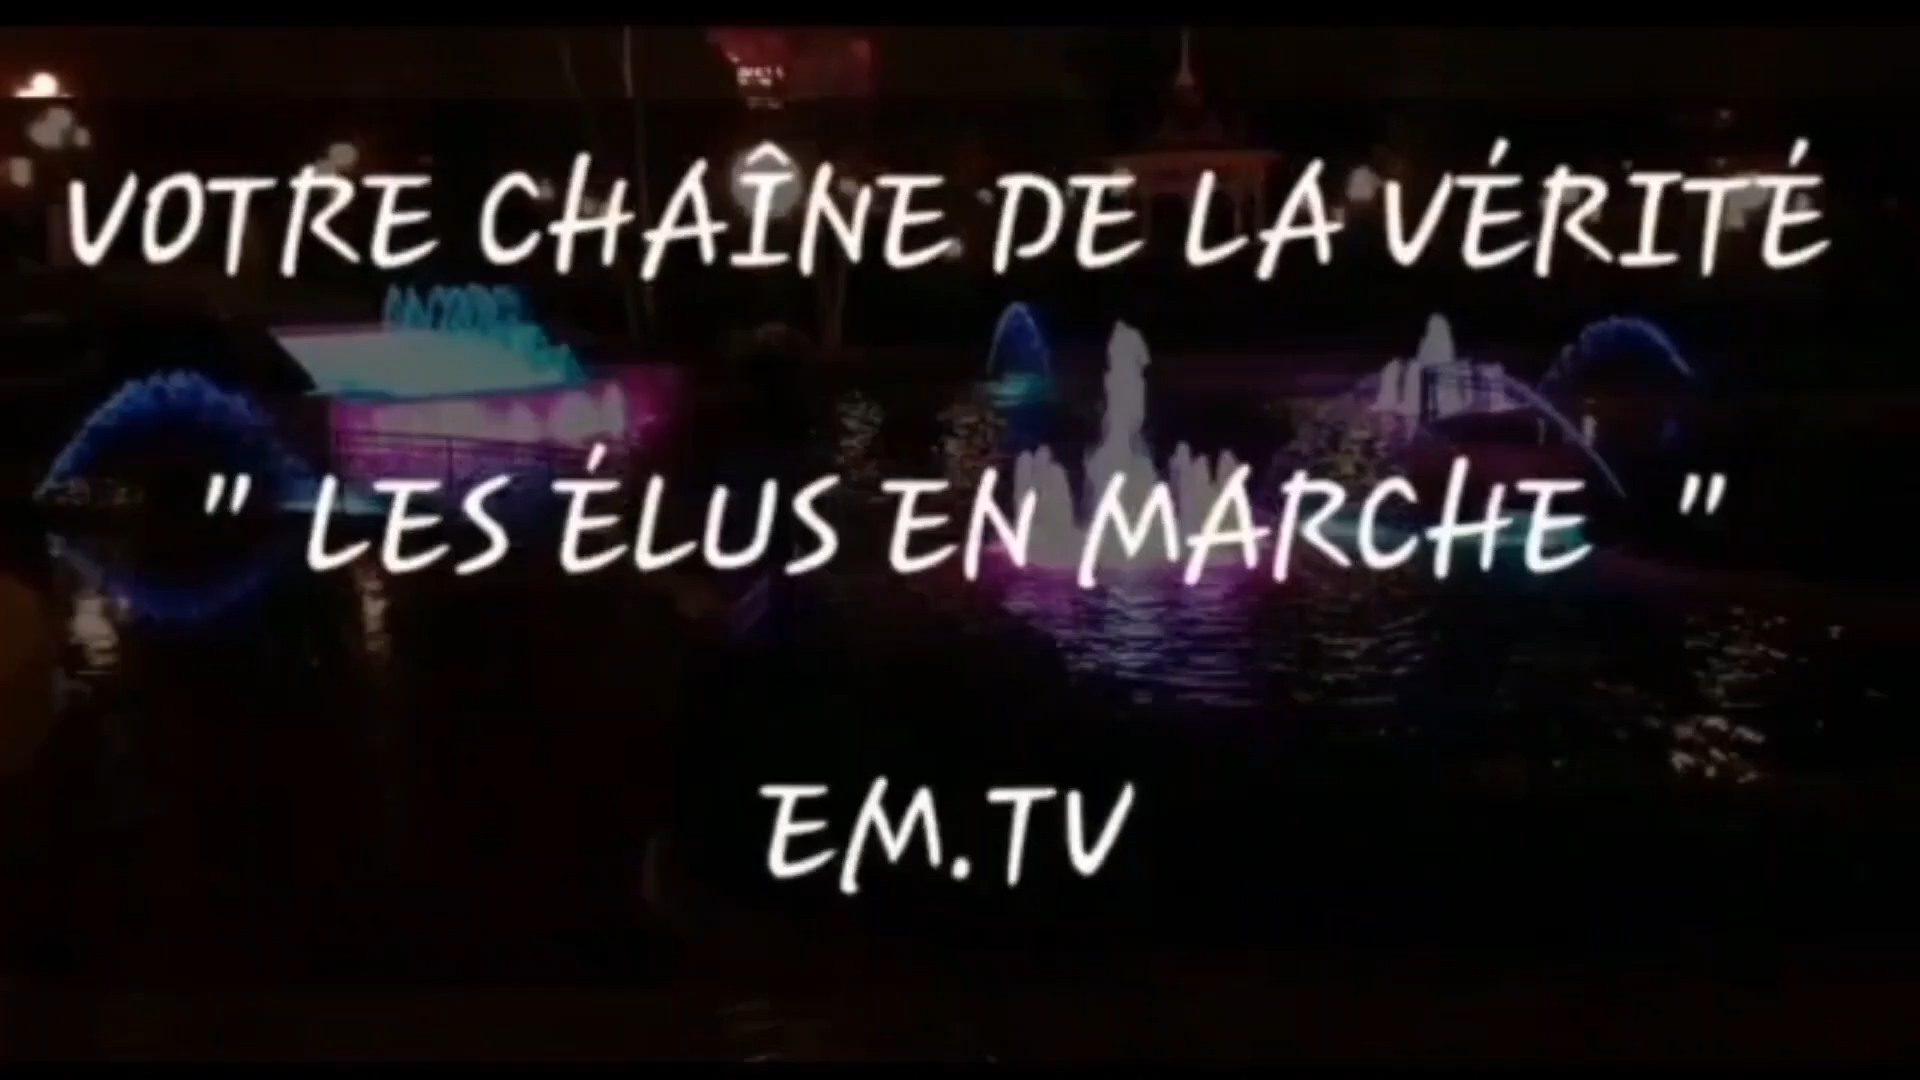 VOTRE CHAÎNE DE LA VÉRITÉ
" LES ÉLUS EN MARCHE "
EM.TV